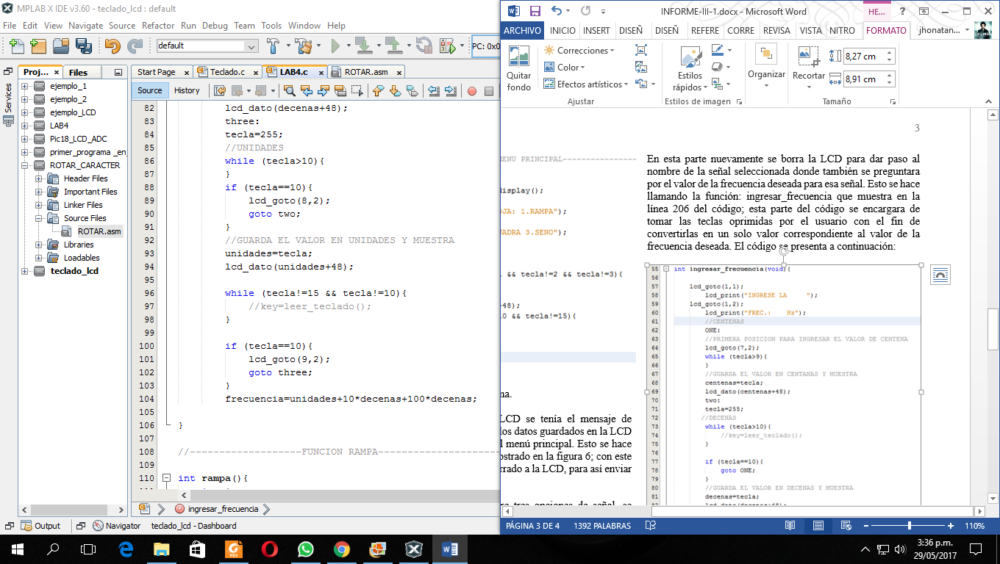 MPLAB X IDE v3.60 - teclado_lcd : default
File Edit View Navigate Source Refactor Run Debug Team Tools Window Help
default
PC: 0x0
Services
Proj... × Files
ejemplo_1
ejemplo_2
ejemplo_LCD
LAB4
Pic18_LCD_ADC
primer_programa _en_
ROTAR_CARACTER
Header Files
Important Files
Linker Files
Source Files
ROTAR.asm
Libraries
Loadables
teclado_lcd
Start Page × Teclado.c × LAB4.c × ROTAR.asm ×
Source History
82 lcd_dato(decenas+48);
83 three:
84 tecla=255;
85 //UNIDADES
86 while (tecla>10){
87 }
88 if (tecla==10){
89 lcd_goto(8,2);
90 goto two;
91 }
92 //GUARDA EL VALOR EN UNIDADES Y MUESTRA
93 unidades=tecla;
94 lcd_dato(unidades+48);
95
96 while (tecla!=15 && tecla!=10){
97 //key=leer_teclado();
98 }
99
100 if (tecla==10){
101 lcd_goto(9,2);
102 goto three;
103 }
104 frecuencia=unidades+10*decenas+100*decenas;
105
106 }
107
108 //-------------------FUNCION RAMPA---------------------
109
110 int rampa(){
ingresar_frecuencia
Output Navigator teclado_lcd - Dashboard
INFORME-III-1.docx - Microsoft Word
HE...
ARCHIVO INICIO INSERT DISEÑ DISEÑ REFERE CORRE REVISA VISTA NITRO FORMATO jhonatan...
Quitar fondo
Correcciones
Color
Efectos artísticos
Ajustar
Estilos rápidos
Estilos de imagen
Organizar
Recortar
8,27 cm
8,91 cm
Tamaño
3
MENU PRINCIPAL----------------
display();
OJA: 1.RAMPA");
UADRA 3.SENO");
&& tecla!=2 && tecla!=3){
+48);
0 && tecla!=15){
ma.
LCD se tenía el mensaje de
los datos guardados en la LCD
l menú principal. Esto se hace
ostrado en la figura 6; con este
rrado a la LCD, para así enviar
re tres opciones de señal, se
En esta parte nuevamente se borra la LCD para dar paso al
nombre de la señal seleccionada donde también se preguntara
por el valor de la frecuencia deseada para esa señal. Esto se hace
llamando la función: ingresar_frecuencia que muestra en la
línea 206 del código; esta parte del código se encargara de
tomar las teclas oprimidas por el usuario con el fin de
convertirlas en un solo valor correspondiente al valor de la
frecuencia deseada. El código se presenta a continuación:
55 int ingresar_frecuencia(void){
56
57 lcd_goto(1,1);
58 lcd_print("INGRESE LA     ");
59 lcd_goto(1,2);
60 lcd_print("FREC.:    Hz");
61 //CENTENAS
62 ONE:
63 //PRIMERA POSICION PARA INGRESAR EL VALOR DE CENTENA
64 lcd_goto(7,2);
65 while (tecla>9){
66 }
67 //GUARDA EL VALOR EN CENTANAS Y MUESTRA
68 centenas=tecla;
69 lcd_dato(centenas+48);
70 two:
71 tecla=255;
72 //DECENAS
73 while (tecla>10){
74 //key=leer_teclado();
75 }
76
77 if (tecla==10){
78 goto ONE;
79 }
80 //GUARDA EL VALOR EN DECENAS Y MUESTRA
81 decenas=tecla;
82 lcd_dato(decenas+48);
PÁGINA 3 DE 4 1392 PALABRAS 110%
3:36 p.m.
29/05/2017